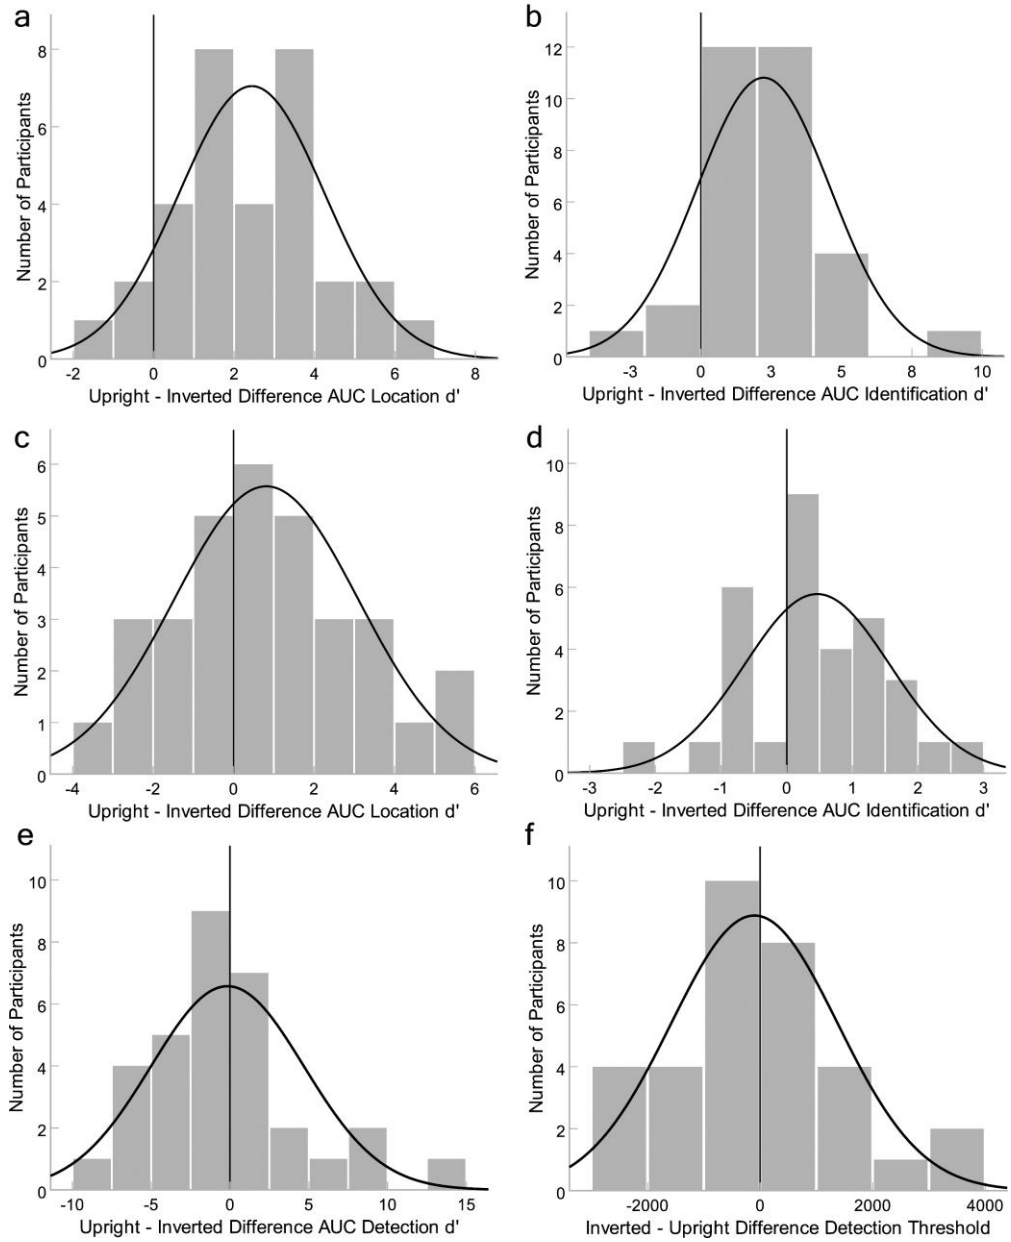 a
b
8
6
4
2
0
Number of Participants
-2 0 2 4 6 8
Upright - Inverted Difference AUC Location d'
12
10
8
6
4
2
0
Number of Participants
-3 0 3 5 8 10
Upright - Inverted Difference AUC Identification d'
c
d
6
5
4
3
2
1
0
Number of Participants
-4 -2 0 2 4 6
Upright - Inverted Difference AUC Location d'
10
8
6
4
2
0
Number of Participants
-3 -2 -1 0 1 2 3
Upright - Inverted Difference AUC Identification d'
e
f
10
8
6
4
2
0
Number of Participants
-10 -5 0 5 10 15
Upright - Inverted Difference AUC Detection d'
10
8
6
4
2
0
Number of Participants
-2000 0 2000 4000
Inverted - Upright Difference Detection Threshold